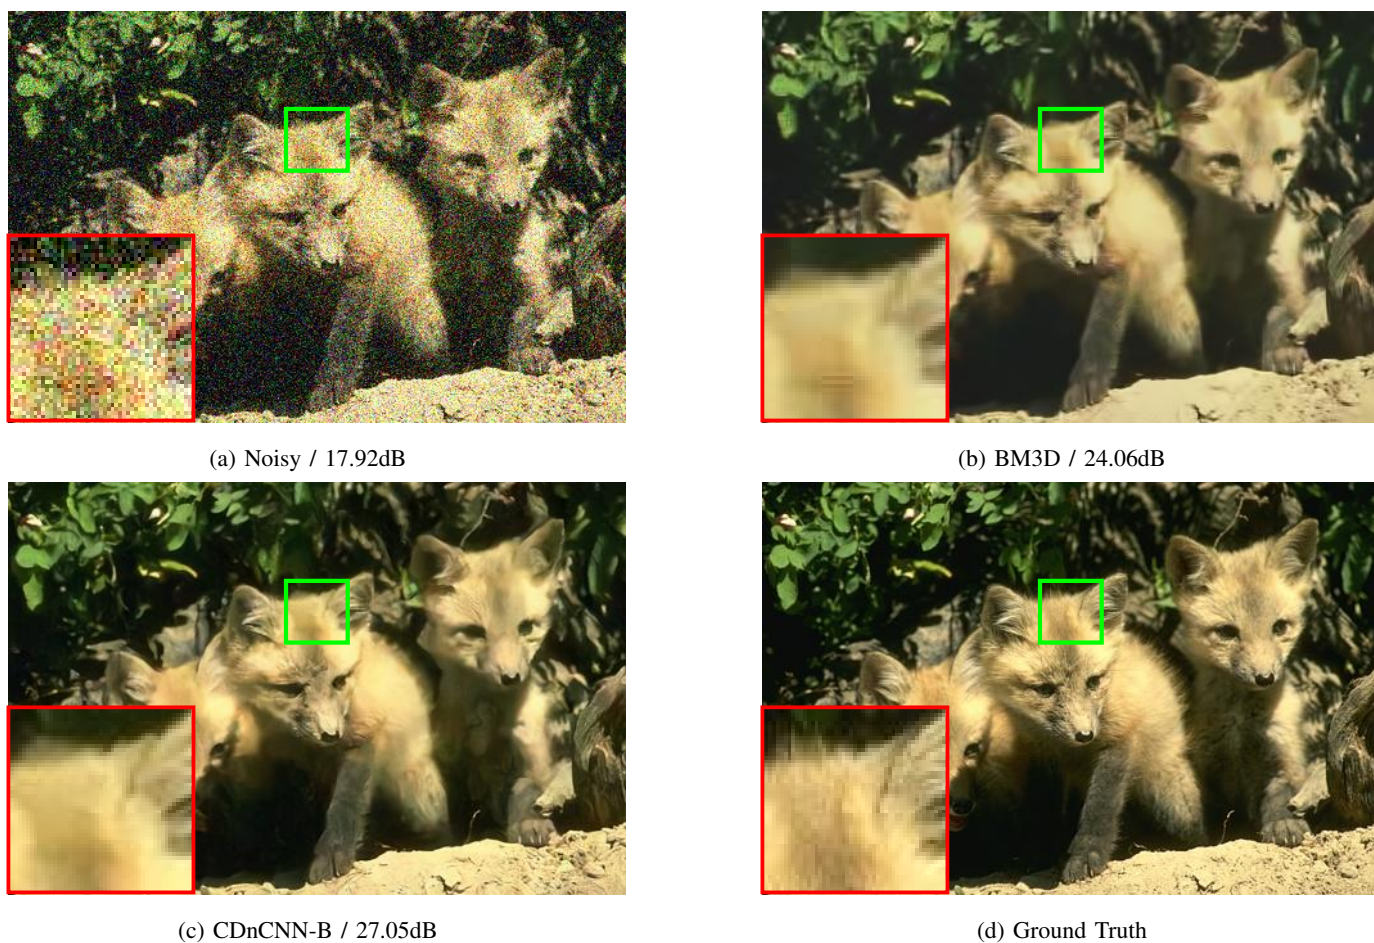 (a) Noisy / 17.92dB
(b) BM3D / 24.06dB
(c) CDnCNN-B / 27.05dB
(d) Ground Truth